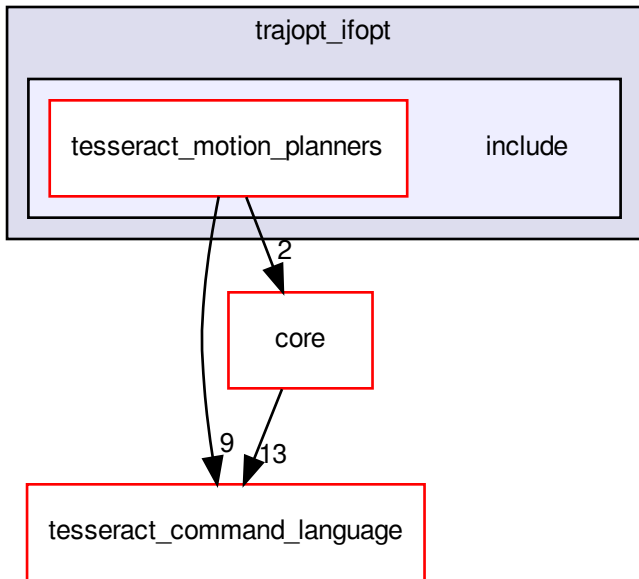 trajopt_ifopt
tesseract_motion_planners
include
2
core
9
13
tesseract_command_language